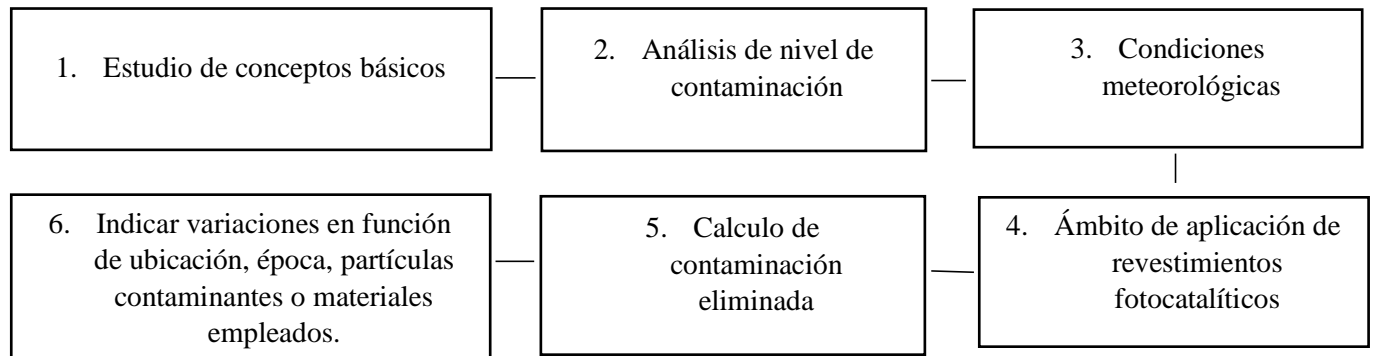 1. Estudio de conceptos básicos
2. Análisis de nivel de
contaminación
3. Condiciones
meteorológicas
4. Ámbito de aplicación de
revestimientos
fotocatalíticos
5. Calculo de
contaminación
eliminada
6. Indicar variaciones en función
de ubicación, época, partículas
contaminantes o materiales
empleados.